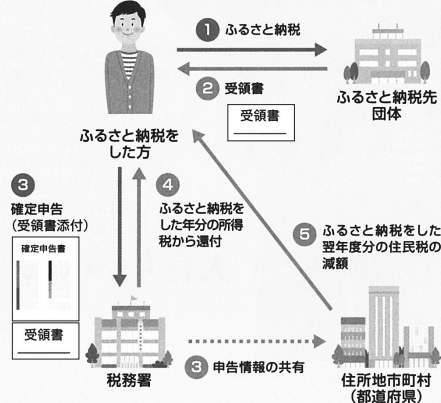 1 ふるさと納税
2 受領書
受領書
ふるさと納税先
団体
ふるさと納税を
した方
3
確定申告
(受領書添付)
確定申告書
受領書
4
ふるさと納税を
した年分の所得
税から還付
5 ふるさと納税をした
翌年度分の住民税の
減額
税務署
3 申告情報の共有
住所地市町村
(都道府県)